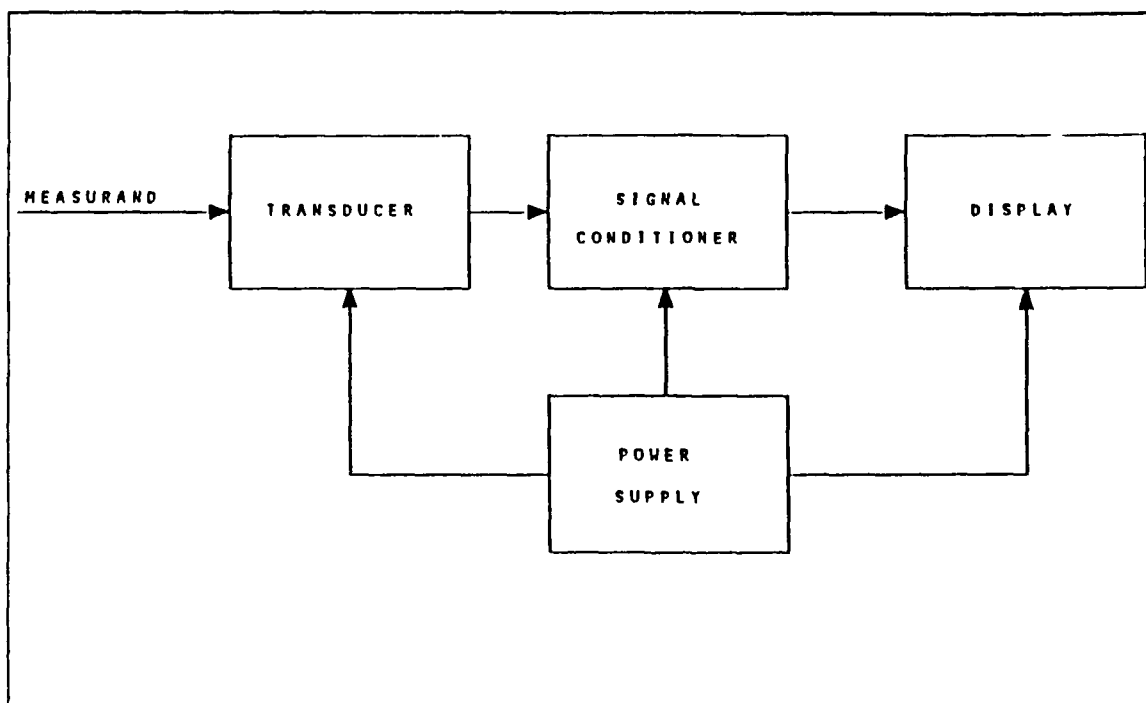 MEASURAND
TRANSDUCER
SIGNAL
CONDITIONER
DISPLAY
POWER
SUPPLY